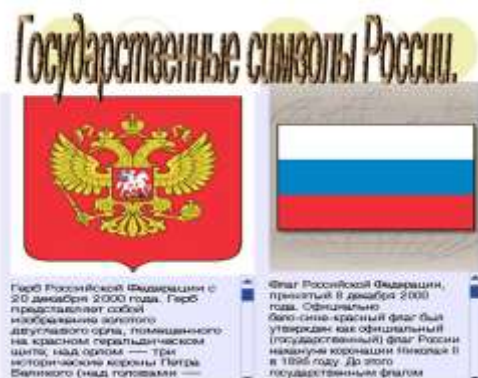 Государственные символы России.
Герб Российской Федерации с
20 декабря 2000 года. Герб
представляет собой
изображение золотого
двуглавого орла, помещенного
на красном геральдическом
щите; над орлом — три
исторические короны Петра
Великого (над головами —
Флаг Российской Федерации,
принятый 8 декабря 2000
года. Официально
бело-сине-красный флаг был
утвержден как официальный
(государственный) флаг России
накануне коронации Николая II
в 1896 году. До этого
государственным флагом